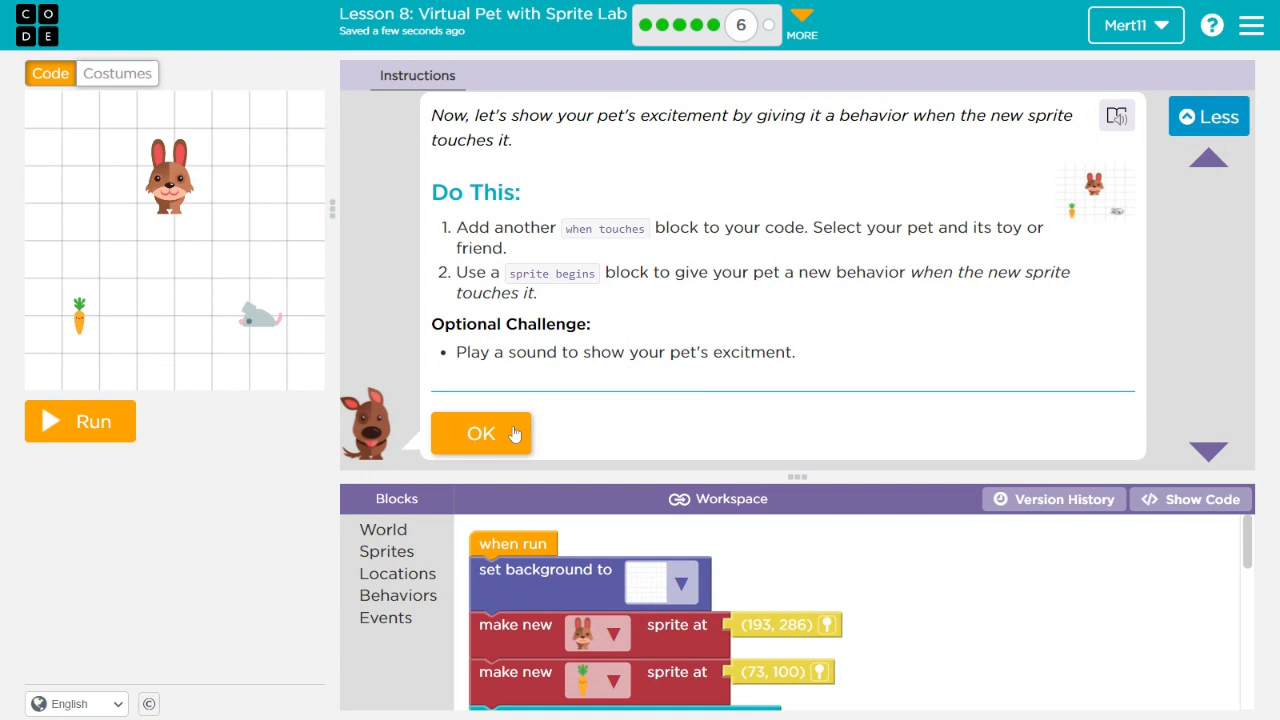 C O
D E
Lesson 8: Virtual Pet with Sprite Lab
Saved a few seconds ago
6
MORE
Mert11
?
Code
Costumes
Instructions
Now, let's show your pet's excitement by giving it a behavior when the new sprite
touches it.
Less
Do This:
1. Add another when touches block to your code. Select your pet and its toy or
friend.
2. Use a sprite begins block to give your pet a new behavior when the new sprite
touches it.
Optional Challenge:
• Play a sound to show your pet's excitment.
OK
Run
Blocks
Workspace
Version History
</> Show Code
World
Sprites
Locations
Behaviors
Events
when run
set background to
make new sprite at (193, 286)
make new sprite at (73, 100)
English
©